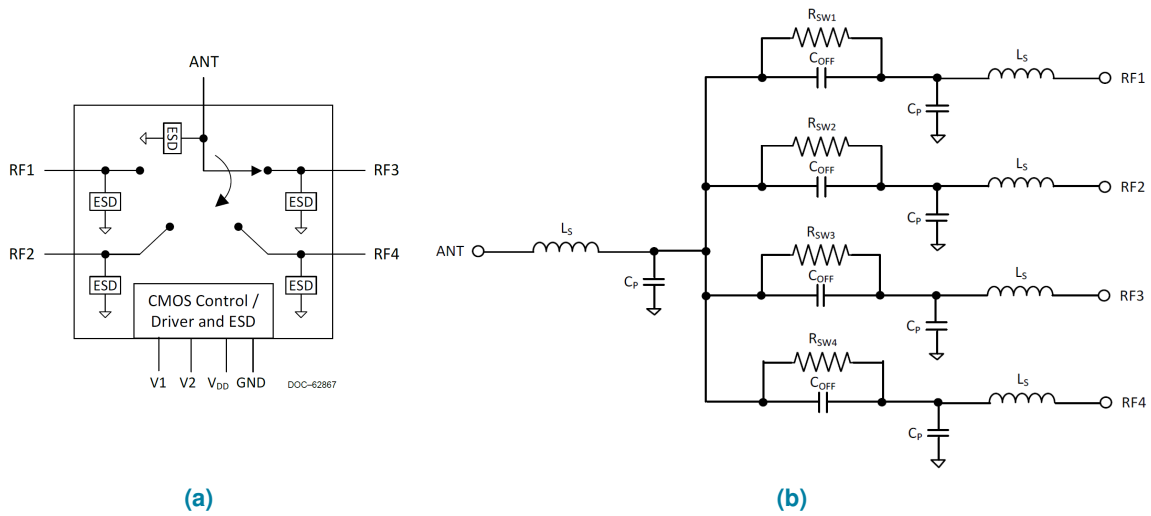 ANT
ESD
RF1
RF3
ESD
ESD
RF2
RF4
ESD
ESD
CMOS Control /
Driver and ESD
V1 V2 VDD GND
DOC–62867
(a)
RSW1
COFF
LS
RF1
CP
RSW2
COFF
LS
RF2
CP
ANT
LS
CP
RSW3
COFF
LS
RF3
CP
RSW4
COFF
LS
RF4
CP
(b)